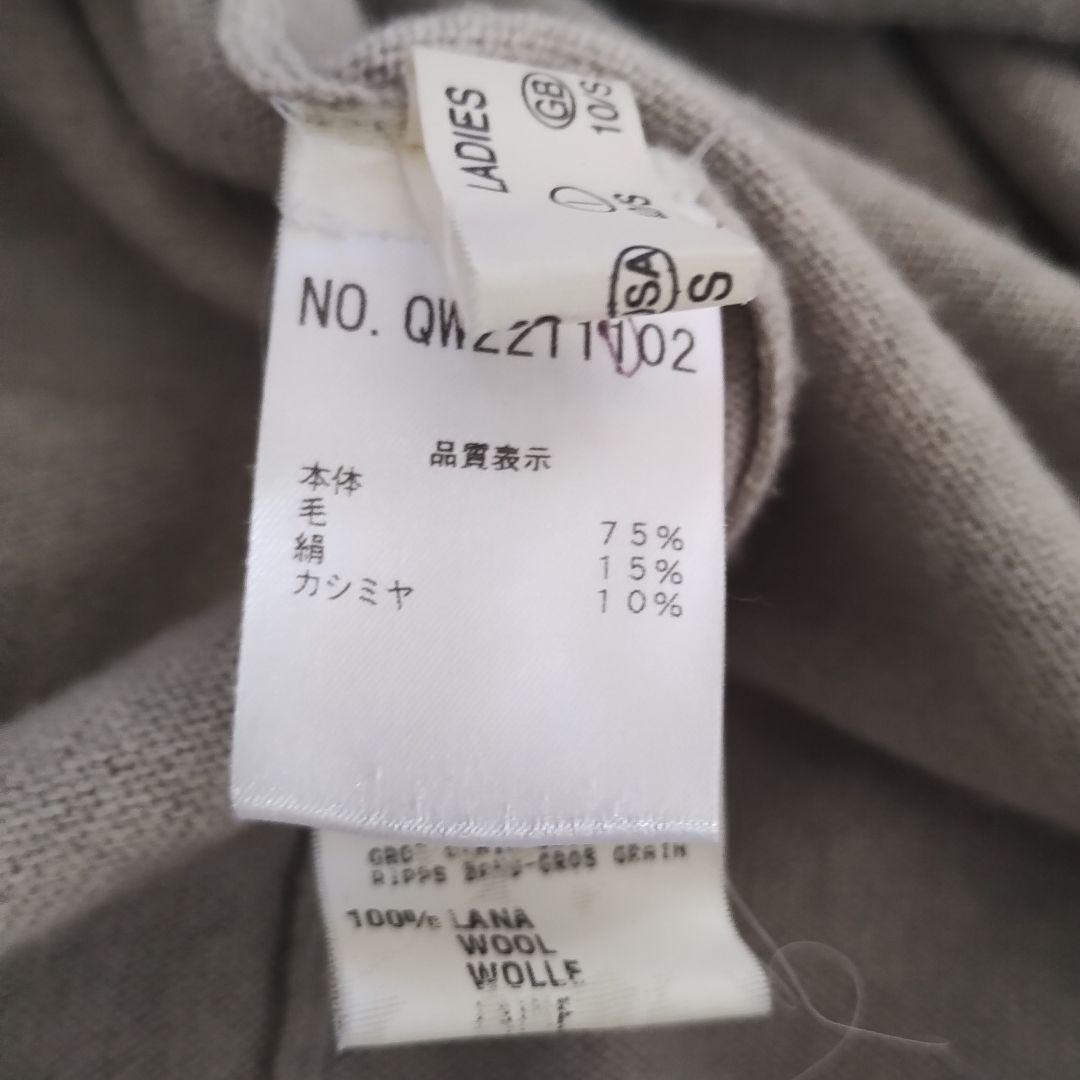 LADIES
GB
10/S
I
USA
S
NO. QW2211102
品質表示
本体
毛 75%
絹 15%
カシミヤ 10%
RIPPS BAND-GROS GRAIN
100% LANA
WOOL
WOLLE